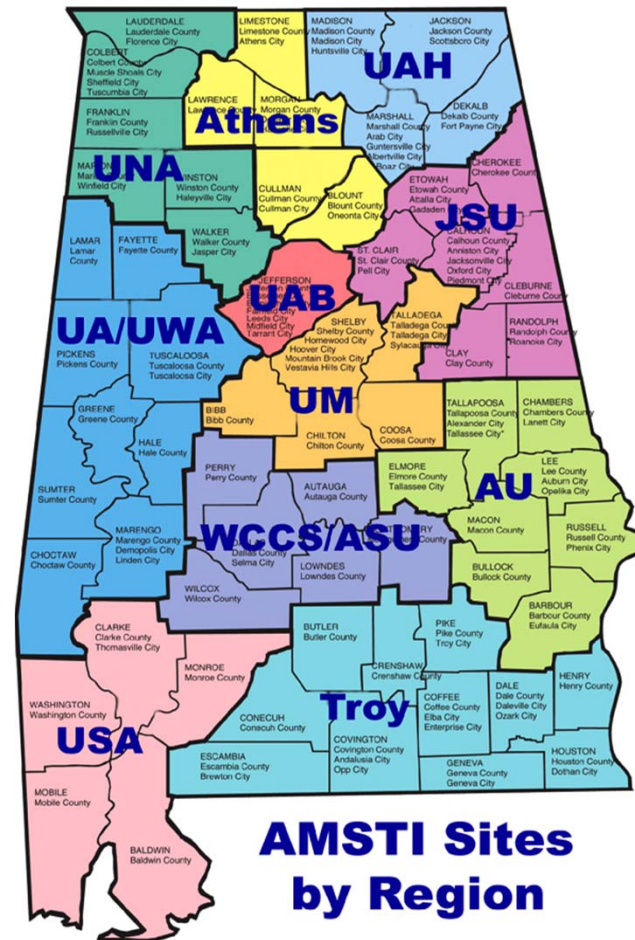 LAUDERDALE
Lauderdale County
Florence City
LIMESTONE
Limestone County
Athens City
MADISON
Madison County
Madison City
Huntsville City
JACKSON
Jackson County
Scottsboro City
COLBERT
Colbert County
Muscle Shoals City
Sheffield City
Tuscumbia City
UAH
FRANKLIN
Franklin County
Russellville City
LAWRENCE
MORGAN
Morgan County
Athens
MARSHALL
Marshall County
Arab City
Guntersville City
Albertville City
Boaz City
DEKALB
Dekalb County
Fort Payne City
UNA
Winfield City
WINSTON
Winston County
Haleyville City
CULLMAN
Cullman County
Cullman City
BLOUNT
Blount County
Oneonta City
CHEROKEE
Cherokee County
ETOWAH
Etowah County
Attalla City
Gadsden
JSU
WALKER
Walker County
Jasper City
LAMAR
Lamar
County
FAYETTE
Fayette County
ST. CLAIR
St. Clair County
Pell City
CALHOUN
Calhoun County
Anniston City
Jacksonville City
Oxford City
Piedmont City
CLEBURNE
Cleburne County
JEFFERSON
UAB
Leeds City
Midfield City
Tarrant City
UA/UWA
PICKENS
Pickens County
TUSCALOOSA
Tuscaloosa County
Tuscaloosa City
SHELBY
Shelby County
Homewood City
Hoover City
Mountain Brook City
Vestavia Hills City
TALLADEGA
Talladega County
Talladega City
Sylacauga
CLAY
Clay County
RANDOLPH
Randolph County
Roanoke City
UM
BIBB
Bibb County
CHILTON
Chilton County
COOSA
Coosa County
TALLAPOOSA
Tallapoosa County
Alexander City
Tallassee City*
CHAMBERS
Chambers County
Lanett City
GREENE
Greene County
HALE
Hale County
PERRY
Perry County
AUTAUGA
Autauga County
ELMORE
Elmore County
Tallassee City
AU
LEE
Lee County
Auburn City
Opelika City
SUMTER
Sumter County
MARENGO
Marengo County
Demopolis City
Linden City
WCCS/ASU
Dallas County
Selma City
LOWNDES
Lowndes County
MACON
Macon County
RUSSELL
Russell County
Phenix City
CHOCTAW
Choctaw County
WILCOX
Wilcox County
BULLOCK
Bullock County
BARBOUR
Barbour County
Eufaula City
CLARKE
Clarke County
Thomasville City
MONROE
Monroe County
BUTLER
Butler County
CRENSHAW
Crenshaw County
PIKE
Pike County
Troy City
WASHINGTON
Washington County
USA
CONECUH
Conecuh County
Troy
COFFEE
Coffee County
Elba City
Enterprise City
DALE
Dale County
Daleville City
Ozark City
HENRY
Henry County
ESCAMBIA
Escambia County
Brewton City
COVINGTON
Covington County
Andalusia City
Opp City
GENEVA
Geneva County
Geneva City
HOUSTON
Houston County
Dothan City
MOBILE
Mobile County
BALDWIN
Baldwin County
AMSTI Sites
by Region